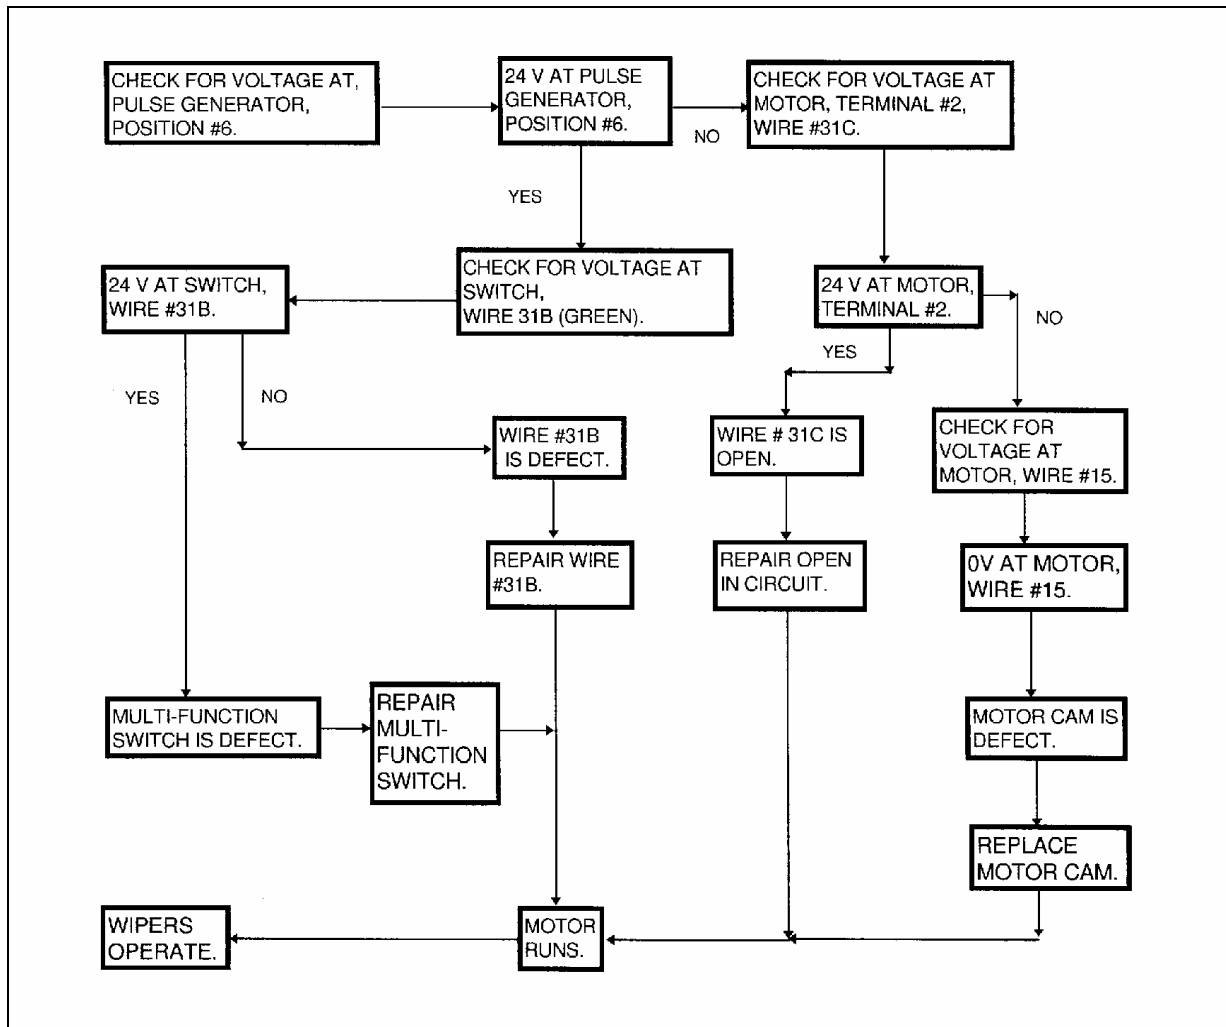 CHECK FOR VOLTAGE AT,
PULSE GENERATOR,
POSITION #6.
24 V AT PULSE
GENERATOR,
POSITION #6.
NO
CHECK FOR VOLTAGE AT
MOTOR, TERMINAL #2,
WIRE #31C.
YES
24 V AT SWITCH,
WIRE #31B.
CHECK FOR VOLTAGE AT
SWITCH,
WIRE 31B (GREEN).
24 V AT MOTOR,
TERMINAL #2.
NO
YES
YES
NO
WIRE #31B
IS DEFECT.
WIRE # 31C IS
OPEN.
CHECK FOR
VOLTAGE AT
MOTOR, WIRE #15.
REPAIR WIRE
#31B.
REPAIR OPEN
IN CIRCUIT.
0V AT MOTOR,
WIRE #15.
MULTI-FUNCTION
SWITCH IS DEFECT.
REPAIR
MULTI-
FUNCTION
SWITCH.
MOTOR CAM IS
DEFECT.
REPLACE
MOTOR CAM.
WIPERS
OPERATE.
MOTOR
RUNS.